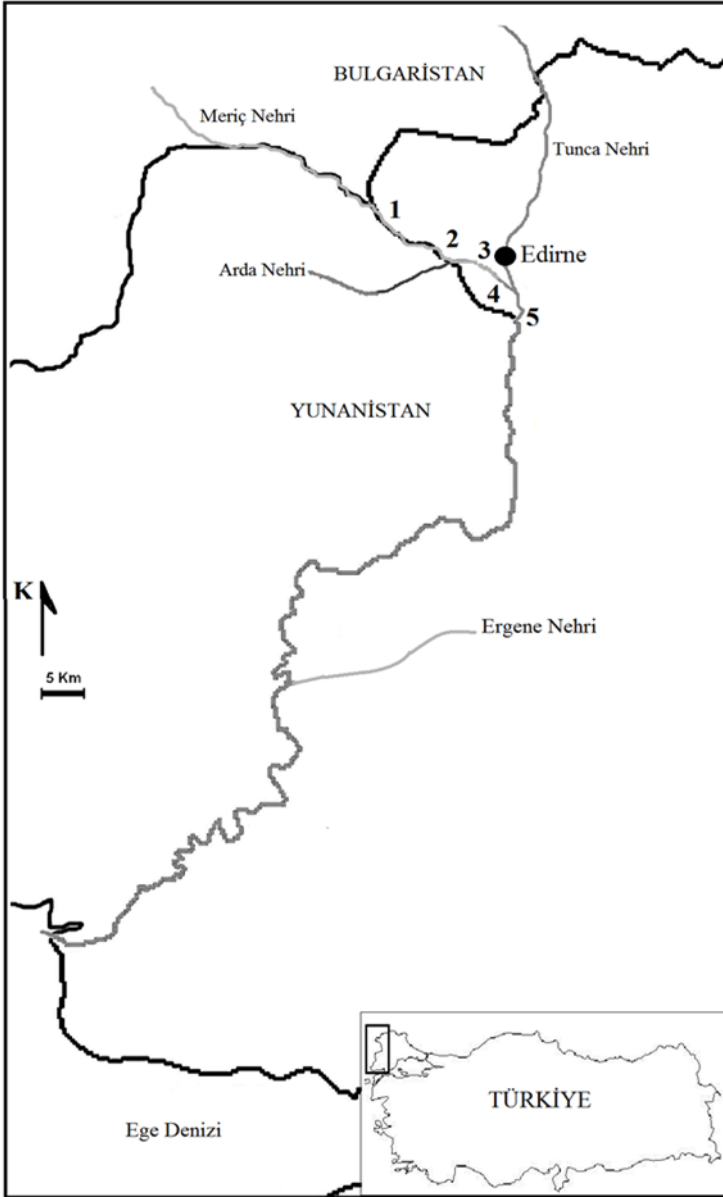 BULGARİSTAN
Meriç Nehri
Tunca Nehri
1
2
3
Edirne
Arda Nehri
4
5
YUNANİSTAN
K
Ergene Nehri
5 Km
TÜRKİYE
Ege Denizi